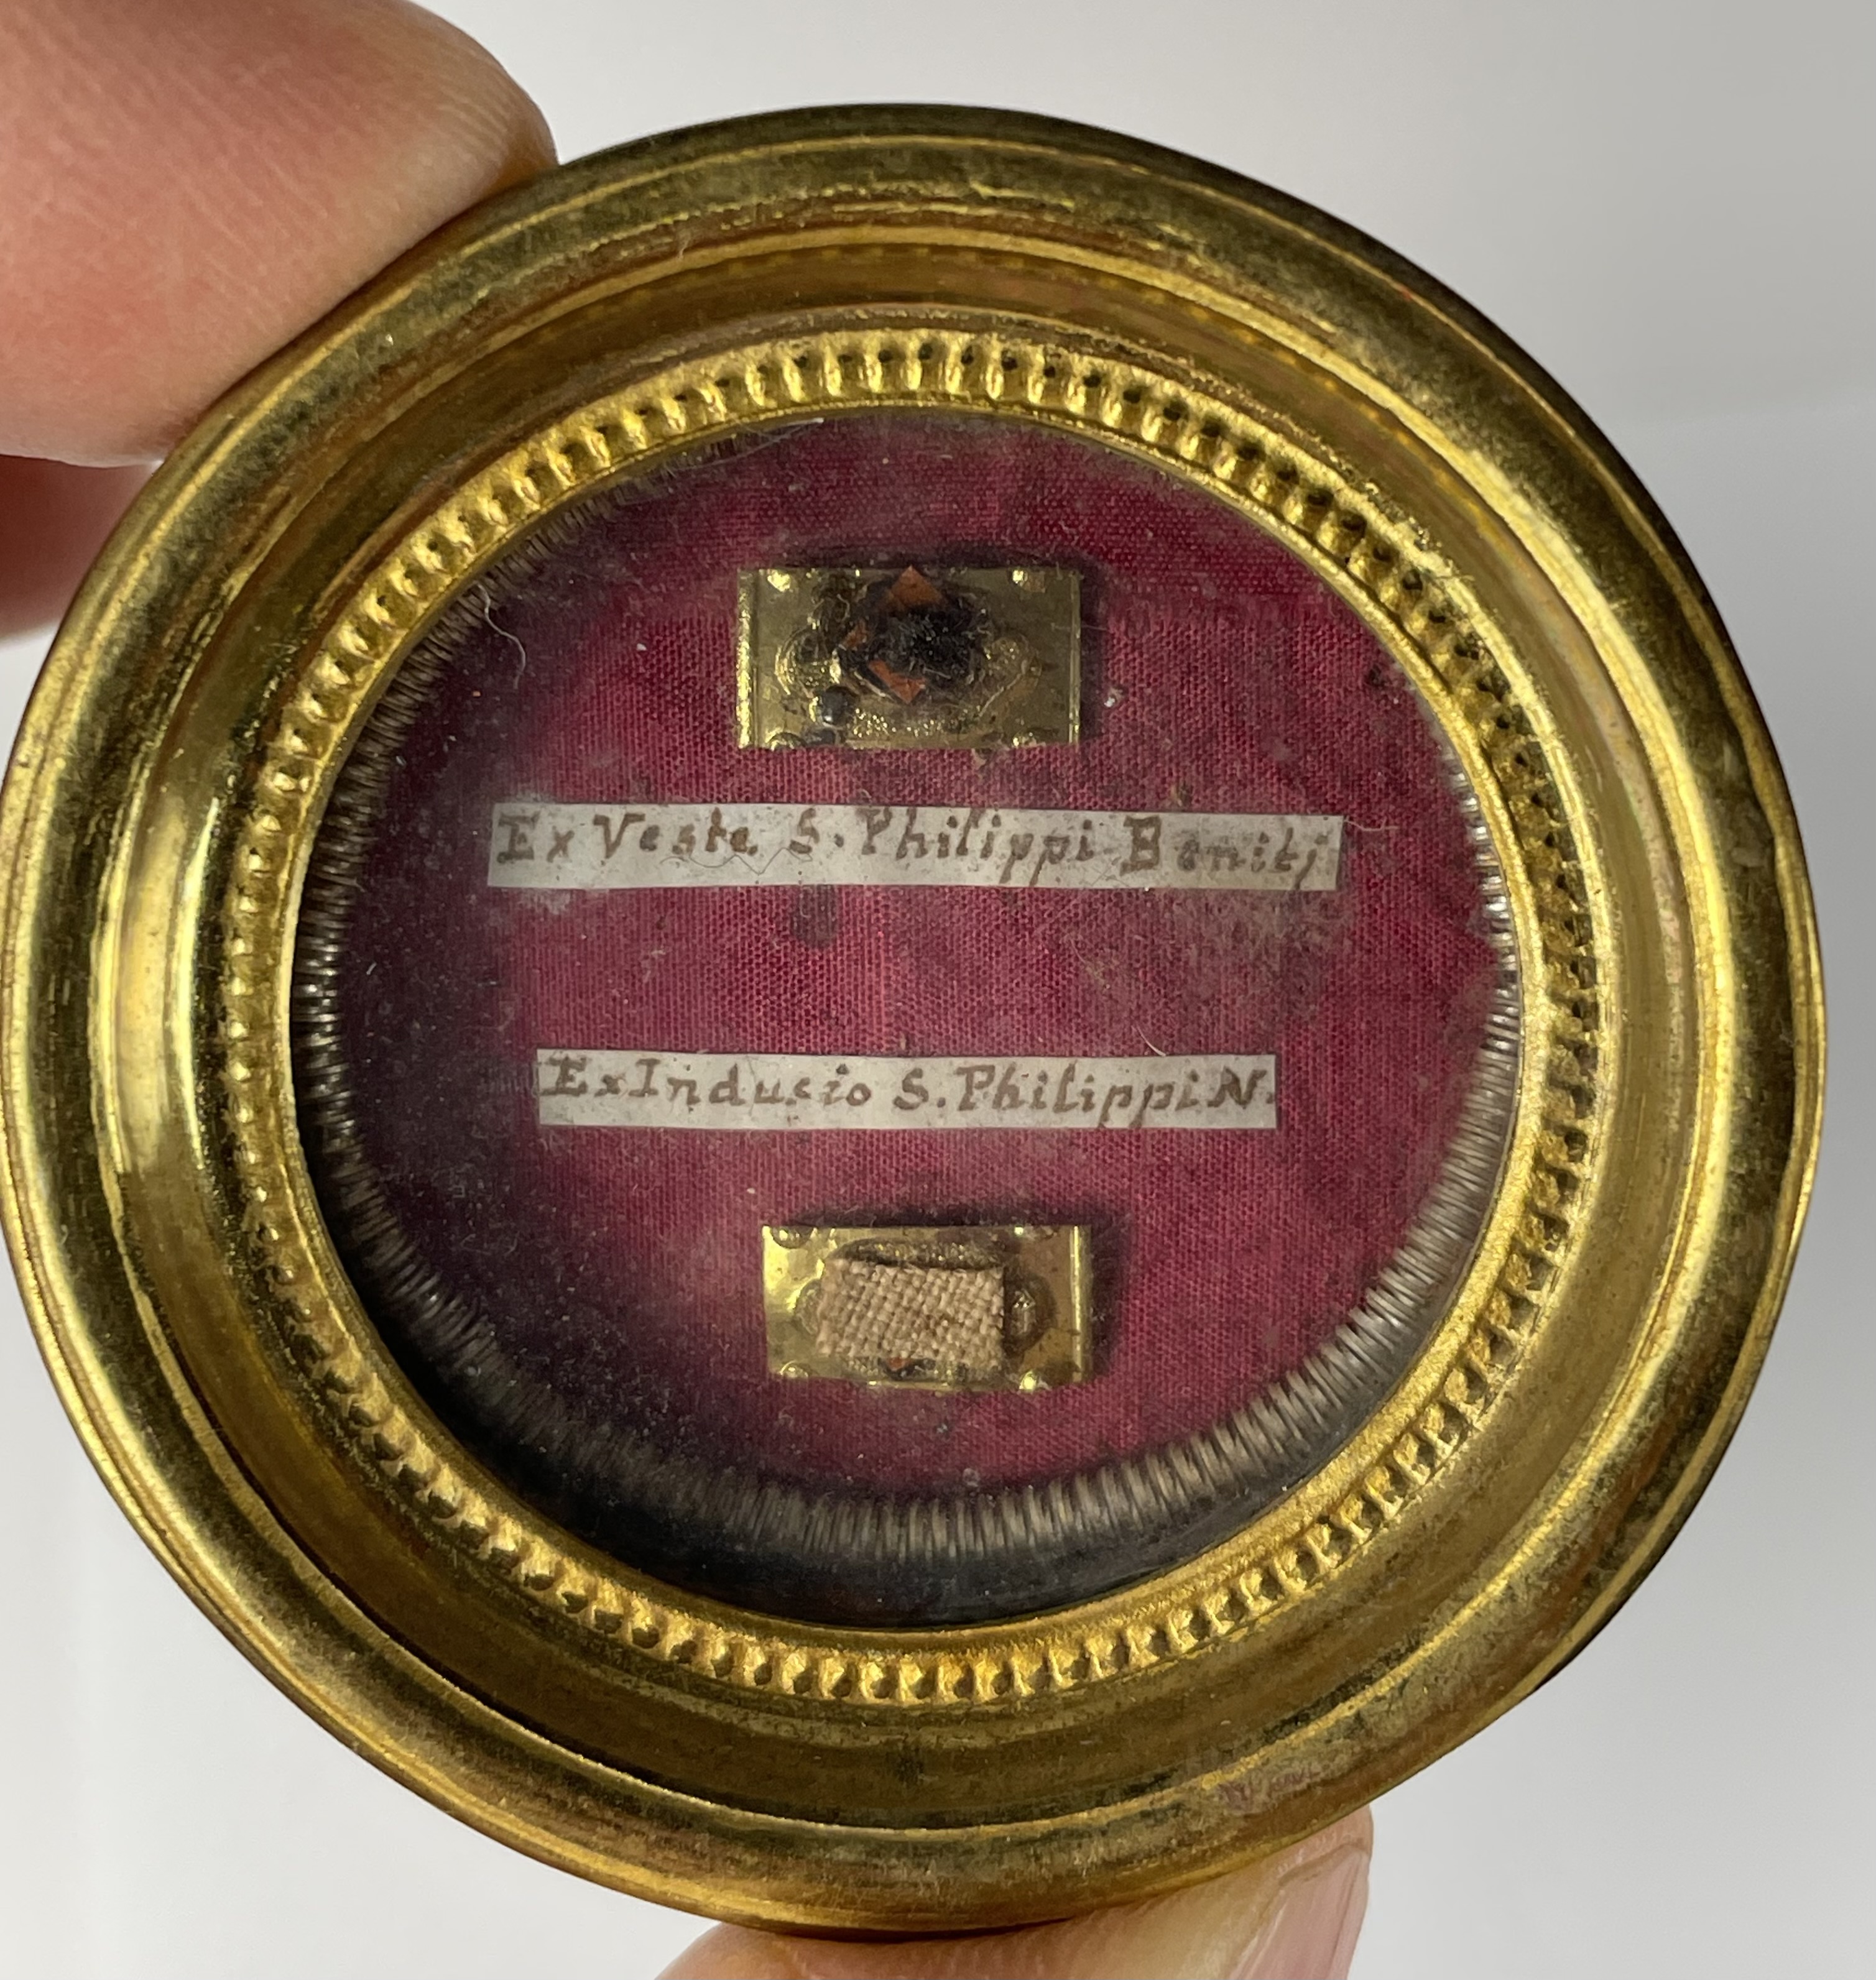 Ex Veste S. Philippi Benitj
Ex Indusio S. Philippi N.